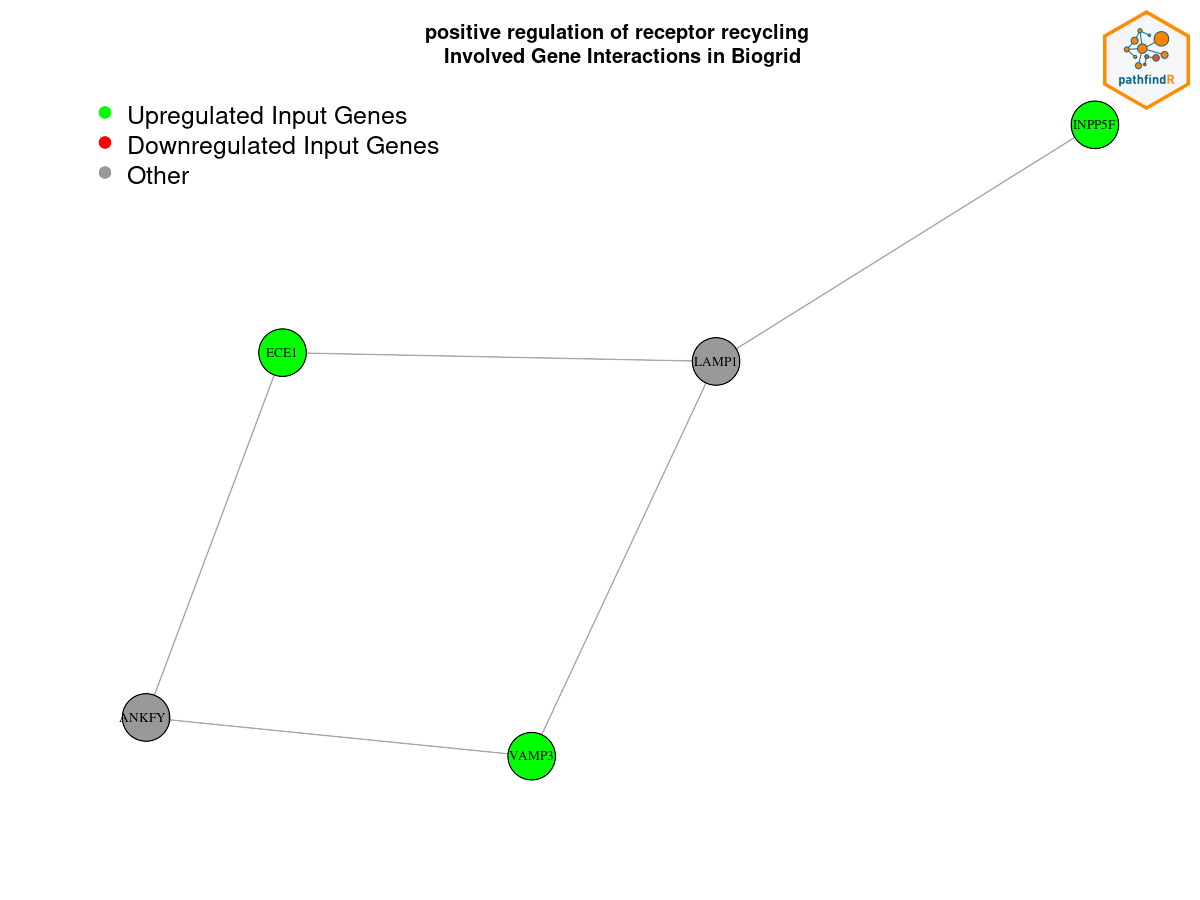 positive regulation of receptor recycling
Involved Gene Interactions in Biogrid
pathfindR
Upregulated Input Genes
Downregulated Input Genes
Other
INPP5F
ECE1
LAMP1
ANKFY
VAMP3